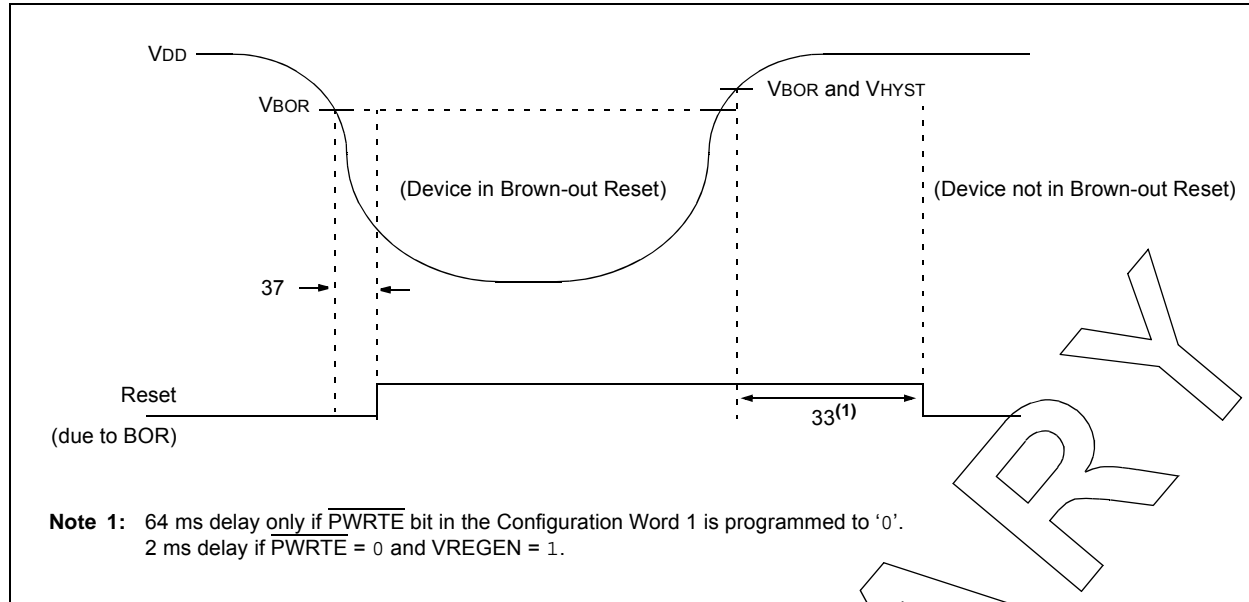 VDD
VBOR
VBOR and VHYST
(Device in Brown-out Reset)
(Device not in Brown-out Reset)
37
Reset
(due to BOR)
33(1)
Note 1: 64 ms delay only if PWRTE bit in the Configuration Word 1 is programmed to ‘0’.
2 ms delay if PWRTE = 0 and VREGEN = 1.
A R Y